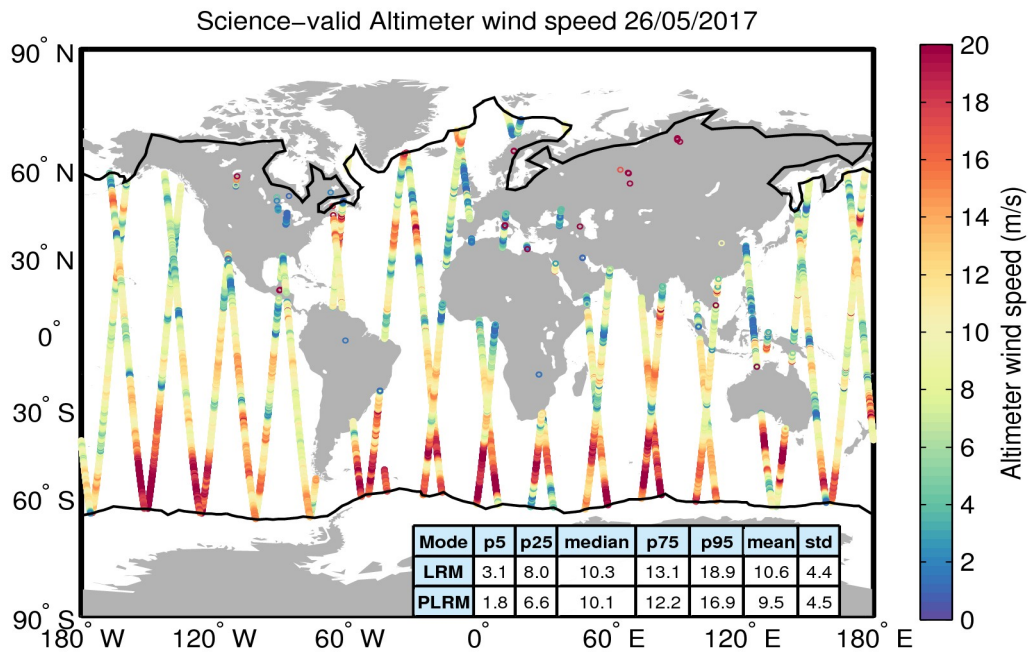 Science−valid Altimeter wind speed 26/05/2017
90° N
60° N
30° N
0°
30° S
60° S
90° S
180° W
120° W
60° W
0°
60° E
120° E
180° E
Mode p5 p25 median p75 p95 mean std
LRM 3.1 8.0 10.3 13.1 18.9 10.6 4.4
PLRM 1.8 6.6 10.1 12.2 16.9 9.5 4.5
20
18
16
14
12
10
8
6
4
2
0
Altimeter wind speed (m/s)